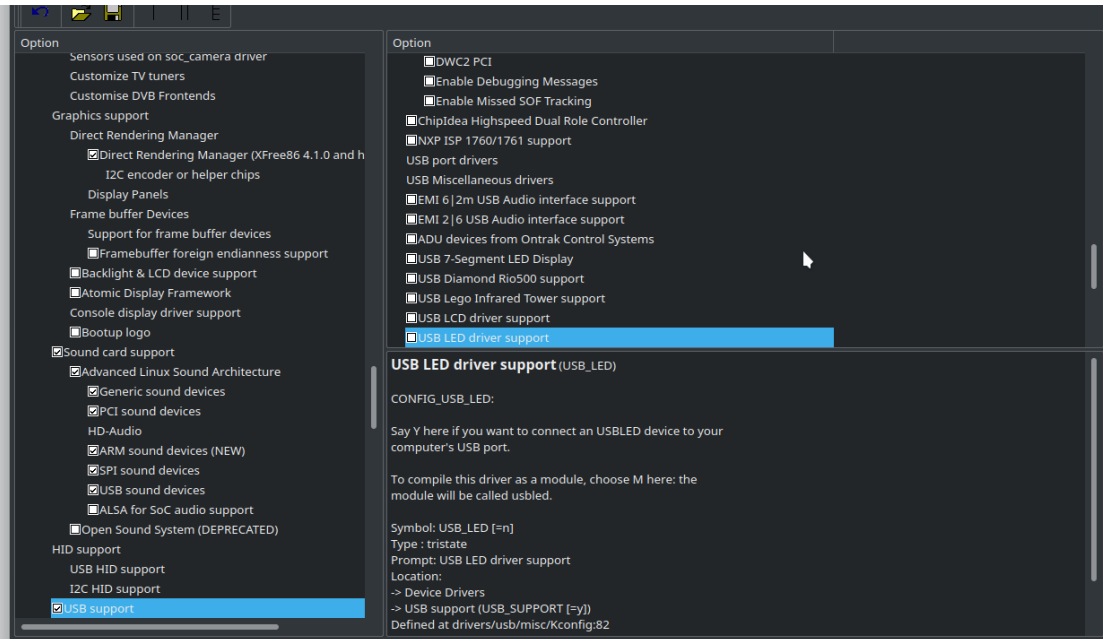 Option
Sensors used on soc_camera driver
Customize TV tuners
Customise DVB Frontends
Graphics support
Direct Rendering Manager
Direct Rendering Manager (XFree86 4.1.0 and h
I2C encoder or helper chips
Display Panels
Frame buffer Devices
Support for frame buffer devices
Framebuffer foreign endianness support
Backlight & LCD device support
Atomic Display Framework
Console display driver support
Bootup logo
Sound card support
Advanced Linux Sound Architecture
Generic sound devices
PCI sound devices
HD-Audio
ARM sound devices (NEW)
SPI sound devices
USB sound devices
ALSA for SoC audio support
Open Sound System (DEPRECATED)
HID support
USB HID support
I2C HID support
USB support
Option
DWC2 PCI
Enable Debugging Messages
Enable Missed SOF Tracking
ChipIdea Highspeed Dual Role Controller
NXP ISP 1760/1761 support
USB port drivers
USB Miscellaneous drivers
EMI 6|2m USB Audio interface support
EMI 2|6 USB Audio interface support
ADU devices from Ontrak Control Systems
USB 7-Segment LED Display
USB Diamond Rio500 support
USB Lego Infrared Tower support
USB LCD driver support
USB LED driver support
USB LED driver support (USB_LED)
CONFIG_USB_LED:
Say Y here if you want to connect an USBLED device to your
computer's USB port.
To compile this driver as a module, choose M here: the
module will be called usbled.
Symbol: USB_LED [=n]
Type : tristate
Prompt: USB LED driver support
Location:
-> Device Drivers
-> USB support (USB_SUPPORT [=y])
Defined at drivers/usb/misc/Kconfig:82